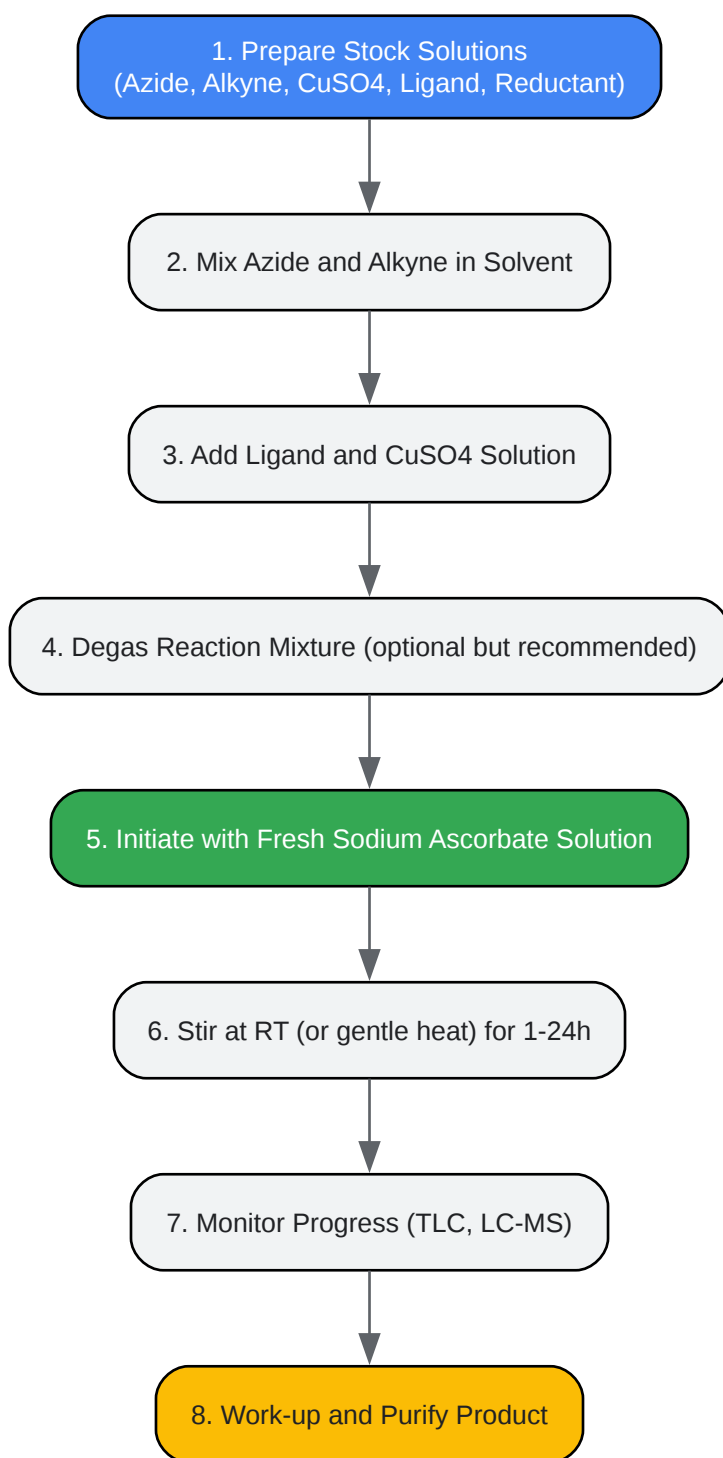 1. Prepare Stock Solutions
(Azide, Alkyne, CuSO4, Ligand, Reductant)
2. Mix Azide and Alkyne in Solvent
3. Add Ligand and CuSO4 Solution
4. Degas Reaction Mixture (optional but recommended)
5. Initiate with Fresh Sodium Ascorbate Solution
6. Stir at RT (or gentle heat) for 1-24h
7. Monitor Progress (TLC, LC-MS)
8. Work-up and Purify Product